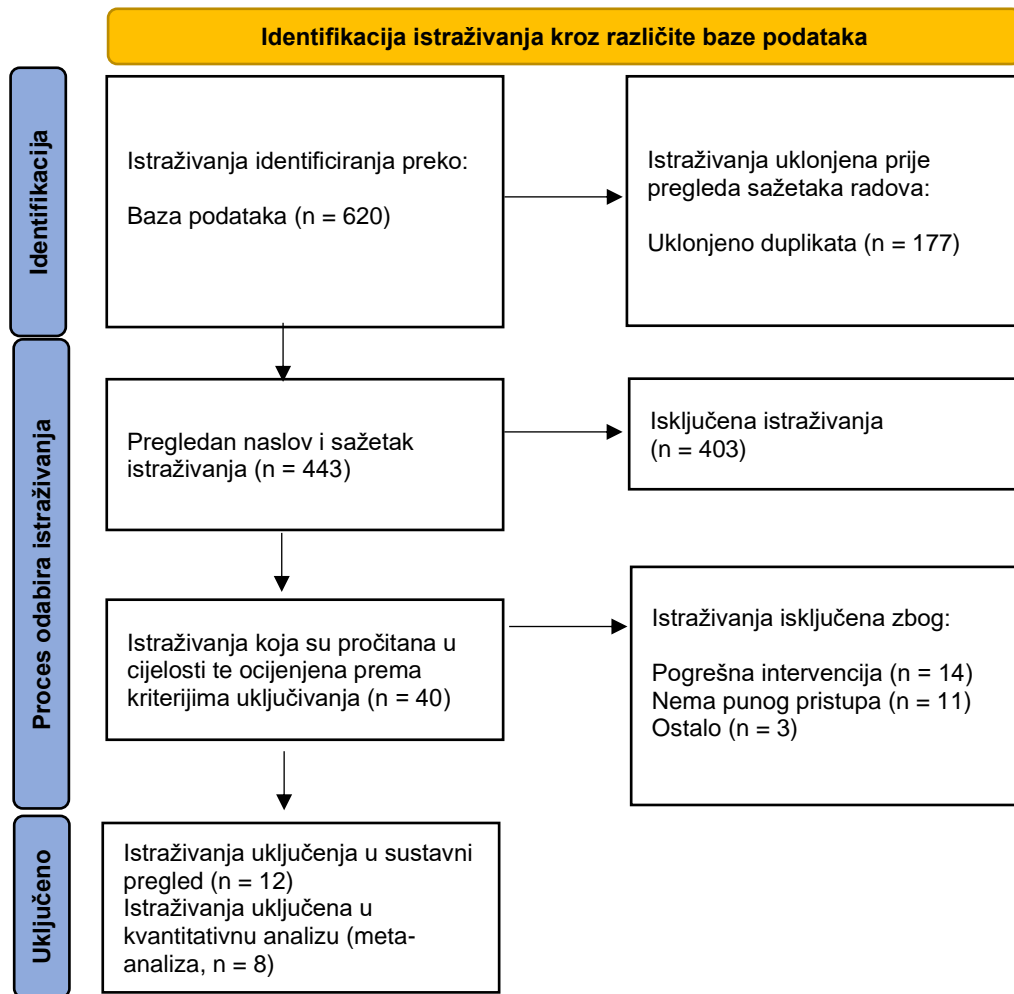 Identifikacija istraživanja kroz različite baze podataka
Identifikacija
Istraživanja identificiranja preko:
Baza podataka (n = 620)
Istraživanja uklonjena prije
pregleda sažetaka radova:
Uklonjeno duplikata (n = 177)
Proces odabira istraživanja
Pregledan naslov i sažetak
istraživanja (n = 443)
Isključena istraživanja
(n = 403)
Istraživanja koja su pročitana u
cijelosti te ocijenjena prema
kriterijima uključivanja (n = 40)
Istraživanja isključena zbog:
Pogrešna intervencija (n = 14)
Nema punog pristupa (n = 11)
Ostalo (n = 3)
Uključeno
Istraživanja uključenja u sustavni
pregled (n = 12)
Istraživanja uključena u
kvantitativnu analizu (meta-
analiza, n = 8)